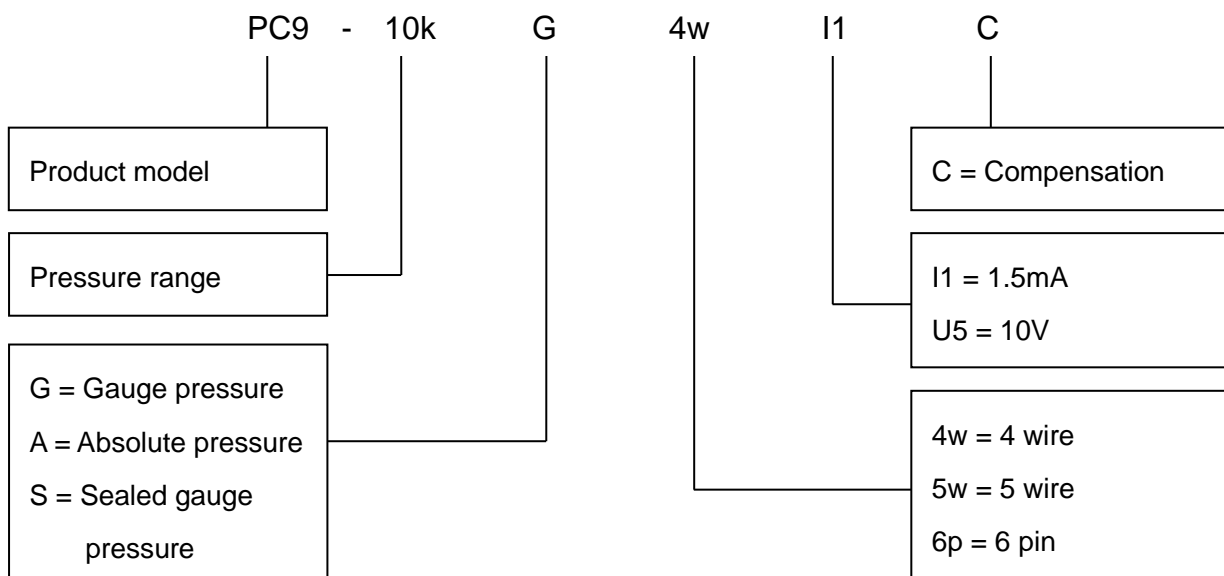 PC9 - 10k G 4w I1 C
Product model
Pressure range
G = Gauge pressure
A = Absolute pressure
S = Sealed gauge
pressure
C = Compensation
I1 = 1.5mA
U5 = 10V
4w = 4 wire
5w = 5 wire
6p = 6 pin